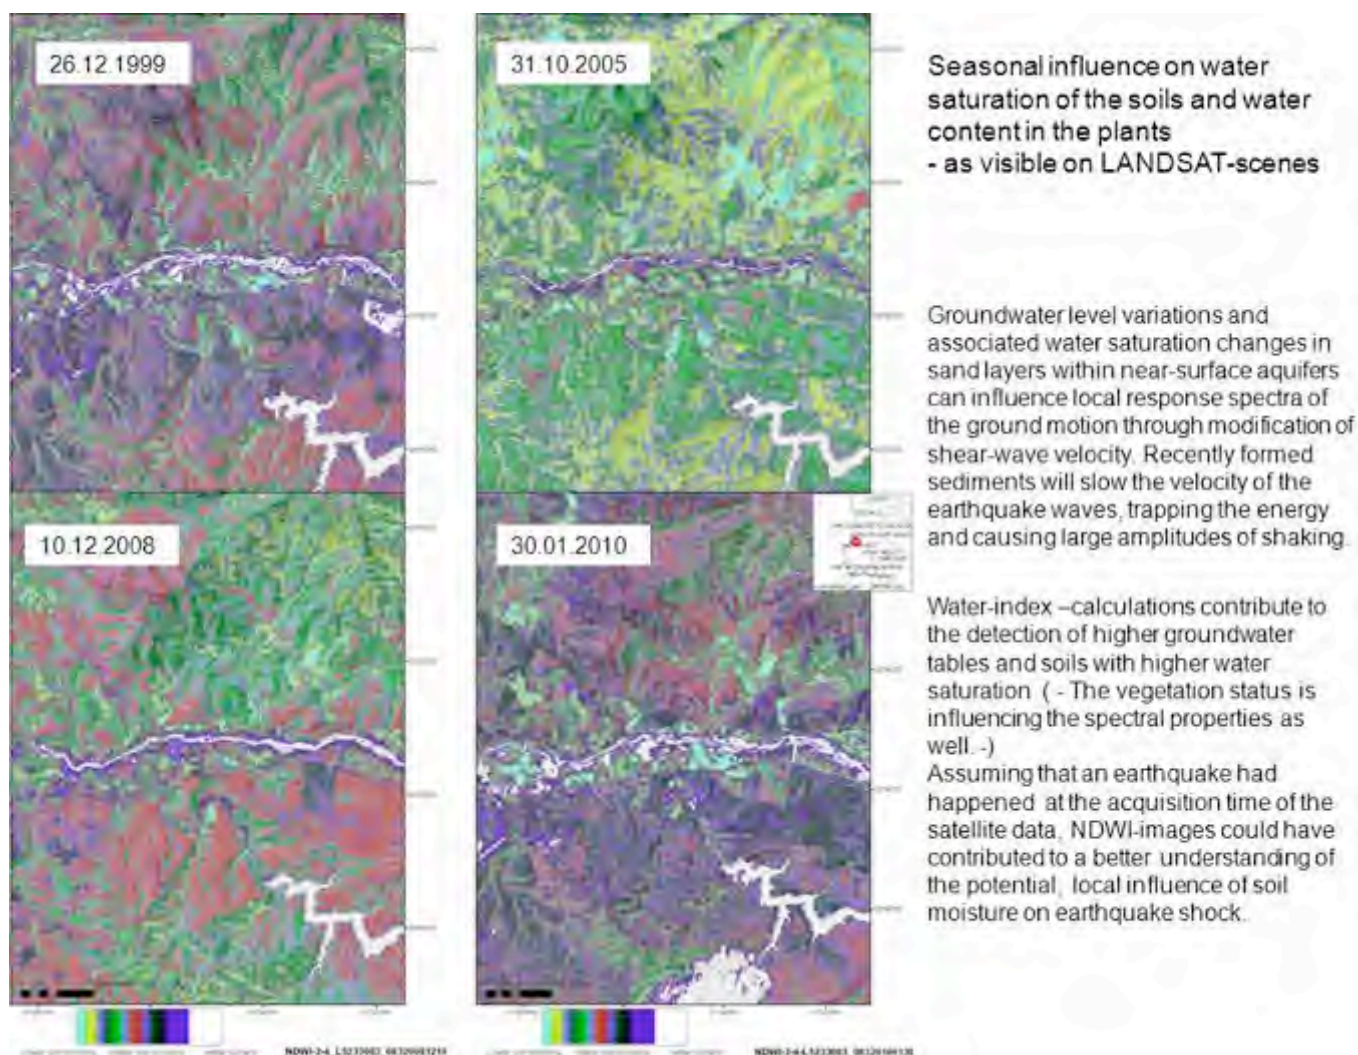 26.12.1999
31.10.2005
Seasonal influence on water
saturation of the soils and water
content in the plants
- as visible on LANDSAT-scenes
Groundwater level variations and
associated water saturation changes in
sand layers within near-surface aquifers
can influence local response spectra of
the ground motion through modification of
shear-wave velocity. Recently formed
sediments will slow the velocity of the
earthquake waves, trapping the energy
and causing large amplitudes of shaking.
10.12.2008
30.01.2010
Water-index –calculations contribute to
the detection of higher groundwater
tables and soils with higher water
saturation ( - The vegetation status is
influencing the spectral properties as
well. -)
Assuming that an earthquake had
happened at the acquisition time of the
satellite data, NDWI-images could have
contributed to a better understanding of
the potential, local influence of soil
moisture on earthquake shock.